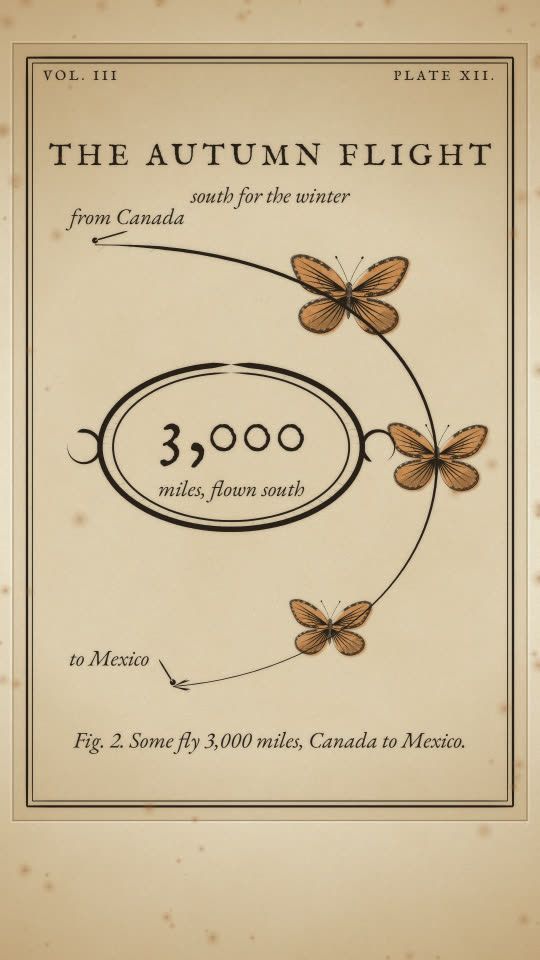 VOL. III
PLATE XII.
THE AUTUMN FLIGHT
south for the winter
from Canada
3,000
miles, flown south
to Mexico
Fig. 2. Some fly 3,000 miles, Canada to Mexico.